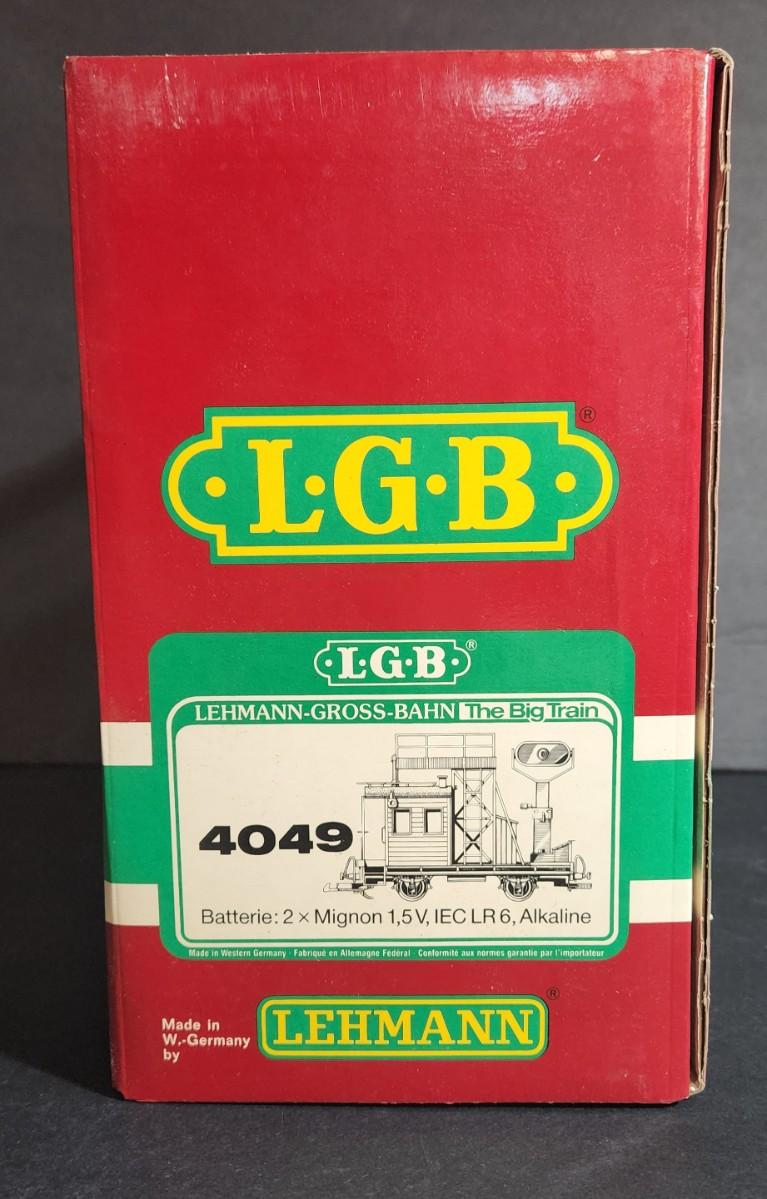 L·G·B®
L·G·B®
LEHMANN-GROSS-BAHN The Big Train
4049
Batterie: 2 × Mignon 1,5 V, IEC LR 6, Alkaline
Made in Western Germany · Fabriqué en Allemagne Fédéral · Conformité aux normes garantie par l'importateur
Made in
W.-Germany
by
LEHMANN®